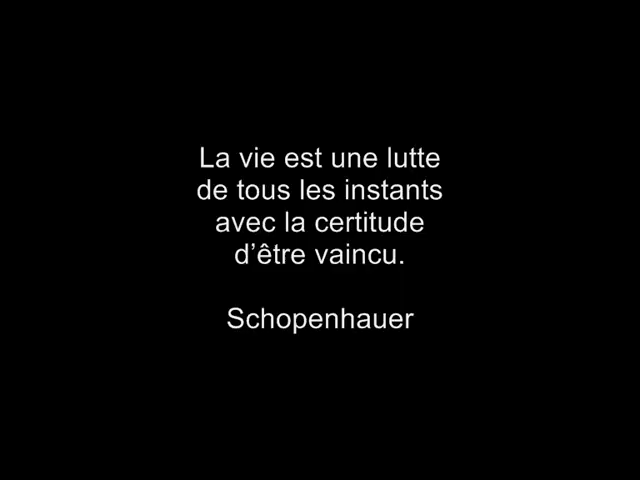 La vie est une lutte
de tous les instants
avec la certitude
d’être vaincu.
Schopenhauer